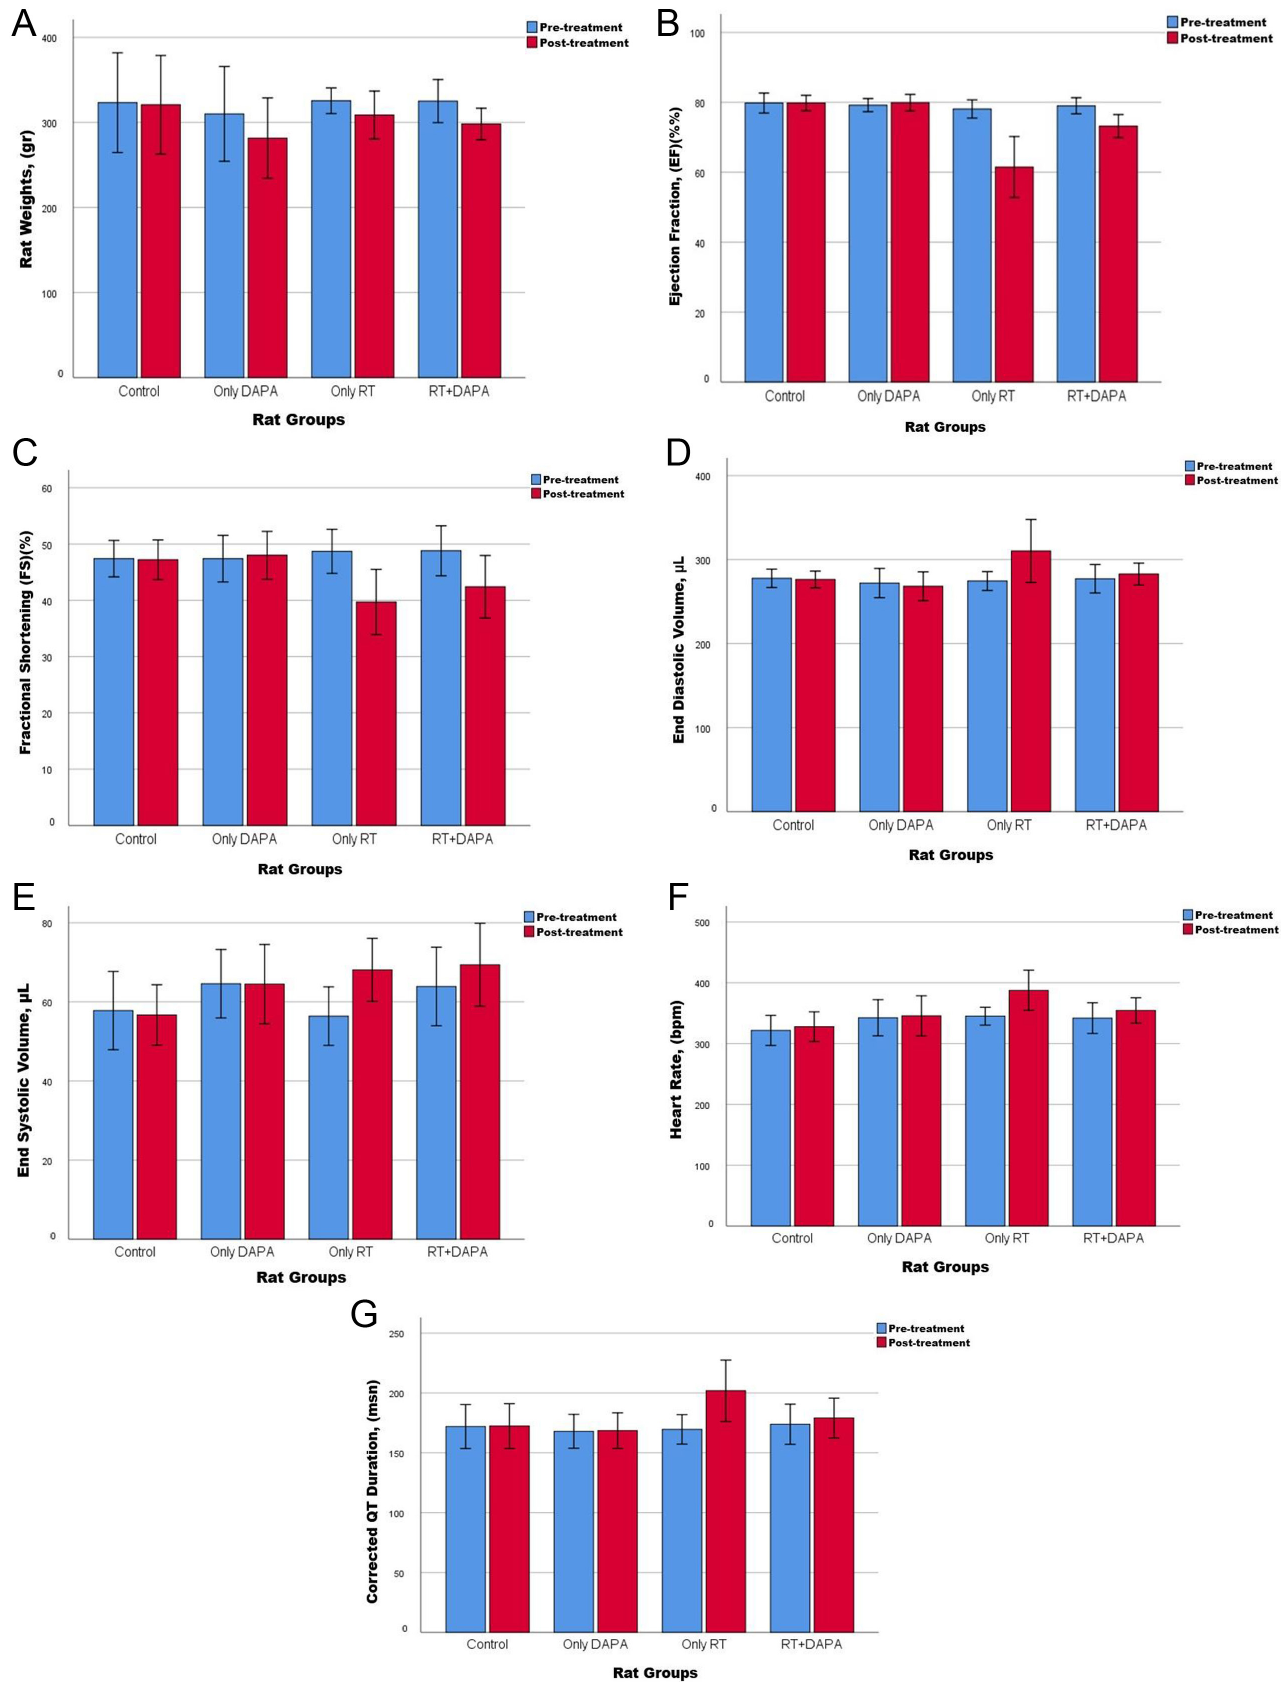 A
Pre-treatment
Post-treatment
400
300
200
100
0
Rat Weights, (gr)
Control
Only DAPA
Only RT
RT+DAPA
Rat Groups
B
Pre-treatment
Post-treatment
100
80
60
40
20
0
Ejection Fraction, (EF)(%%)
Control
Only DAPA
Only RT
RT+DAPA
Rat Groups
C
Pre-treatment
Post-treatment
60
50
40
30
20
10
0
Fractional Shortening (FS)(%)
Control
Only DAPA
Only RT
RT+DAPA
Rat Groups
D
Pre-treatment
Post-treatment
400
300
200
100
0
End Diastolic Volume, µL
Control
Only DAPA
Only RT
RT+DAPA
Rat Groups
E
Pre-treatment
Post-treatment
80
60
40
20
0
End Systolic Volume, µL
Control
Only DAPA
Only RT
RT+DAPA
Rat Groups
F
Pre-treatment
Post-treatment
500
400
300
200
100
0
Heart Rate, (bpm)
Control
Only DAPA
Only RT
RT+DAPA
Rat Groups
G
Pre-treatment
Post-treatment
250
200
150
100
50
0
Corrected QT Duration, (msn)
Control
Only DAPA
Only RT
RT+DAPA
Rat Groups